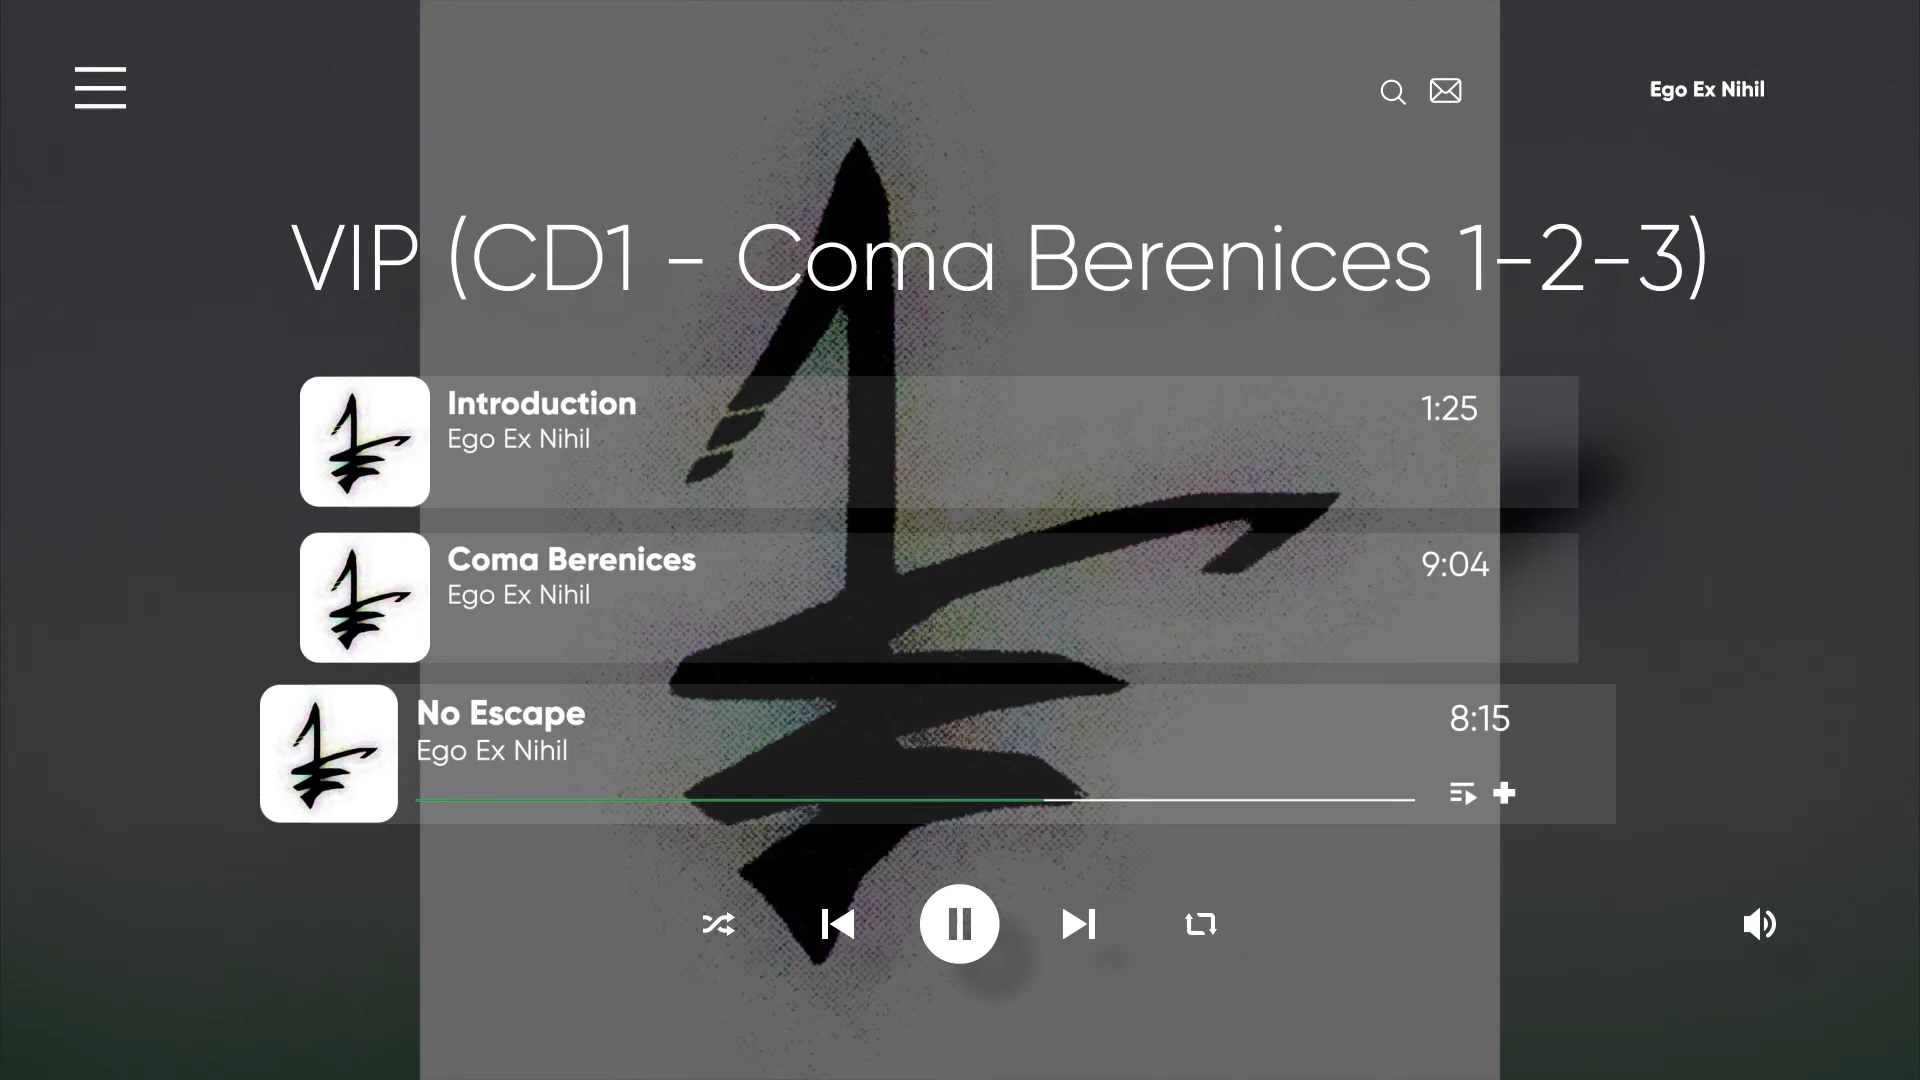 Ego Ex Nihil
VIP (CD1 - Coma Berenices 1-2-3)
Introduction
Ego Ex Nihil
1:25
Coma Berenices
Ego Ex Nihil
9:04
No Escape
Ego Ex Nihil
8:15